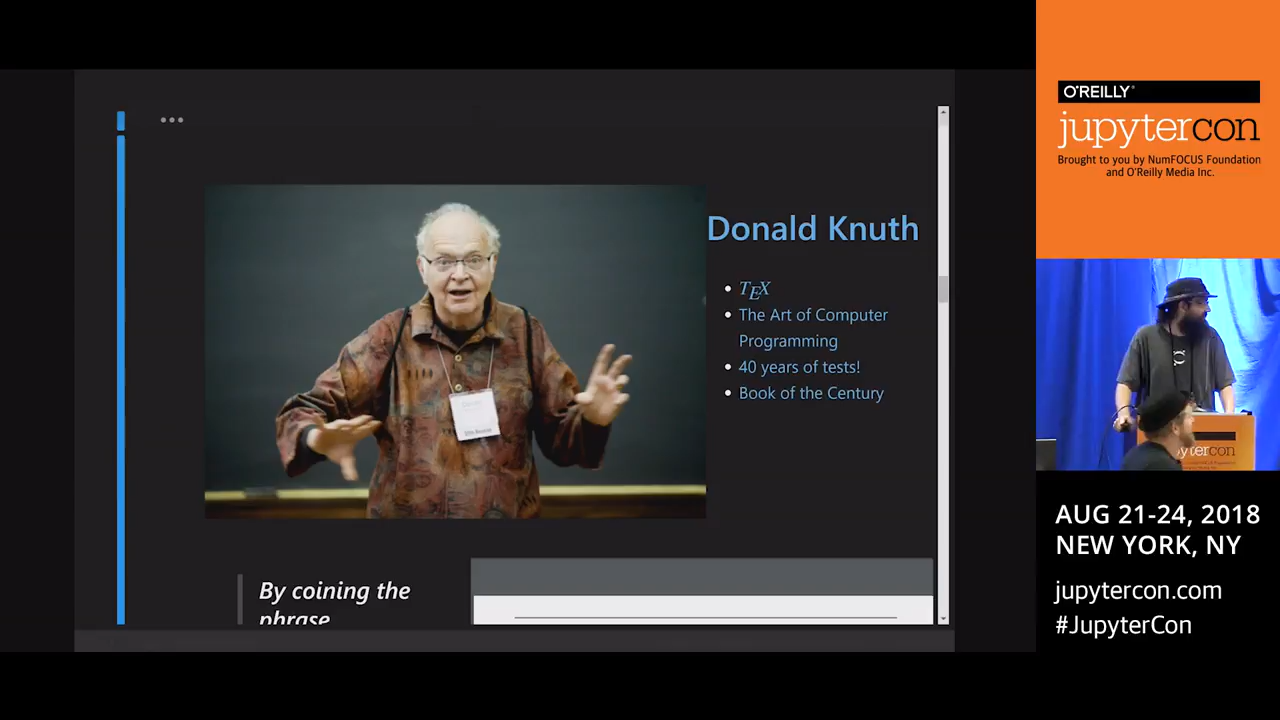 Donald Knuth
TEX
The Art of Computer
Programming
40 years of tests!
Book of the Century
By coining the
phrase
O'REILLY®
jupytercon
Brought to you by NumFOCUS Foundation
and O'Reilly Media Inc.
jupytercon
AUG 21-24, 2018
NEW YORK, NY
jupytercon.com
#JupyterCon